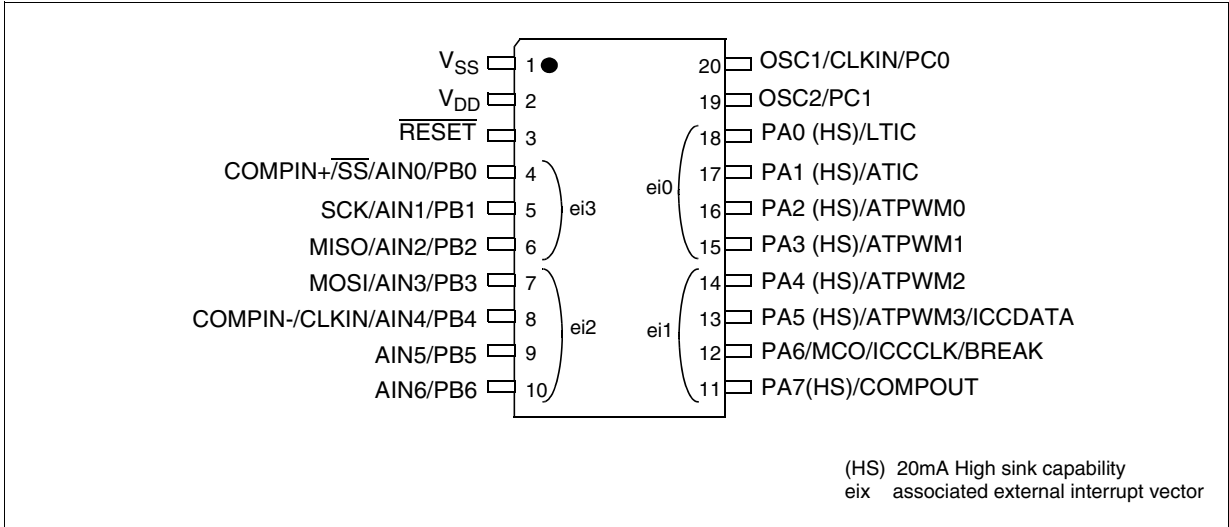 VSS 1 20 OSC1/CLKIN/PC0
VDD 2 19 OSC2/PC1
RESET 3 18 PA0 (HS)/LTIC
COMPIN+/SS/AIN0/PB0 4 17 PA1 (HS)/ATIC
SCK/AIN1/PB1 5 ei3 ei0 16 PA2 (HS)/ATPWM0
MISO/AIN2/PB2 6 15 PA3 (HS)/ATPWM1
MOSI/AIN3/PB3 7 14 PA4 (HS)/ATPWM2
COMPIN-/CLKIN/AIN4/PB4 8 ei2 ei1 13 PA5 (HS)/ATPWM3/ICCDATA
AIN5/PB5 9 12 PA6/MCO/ICCCLK/BREAK
AIN6/PB6 10 11 PA7(HS)/COMPOUT
(HS) 20mA High sink capability
eix associated external interrupt vector